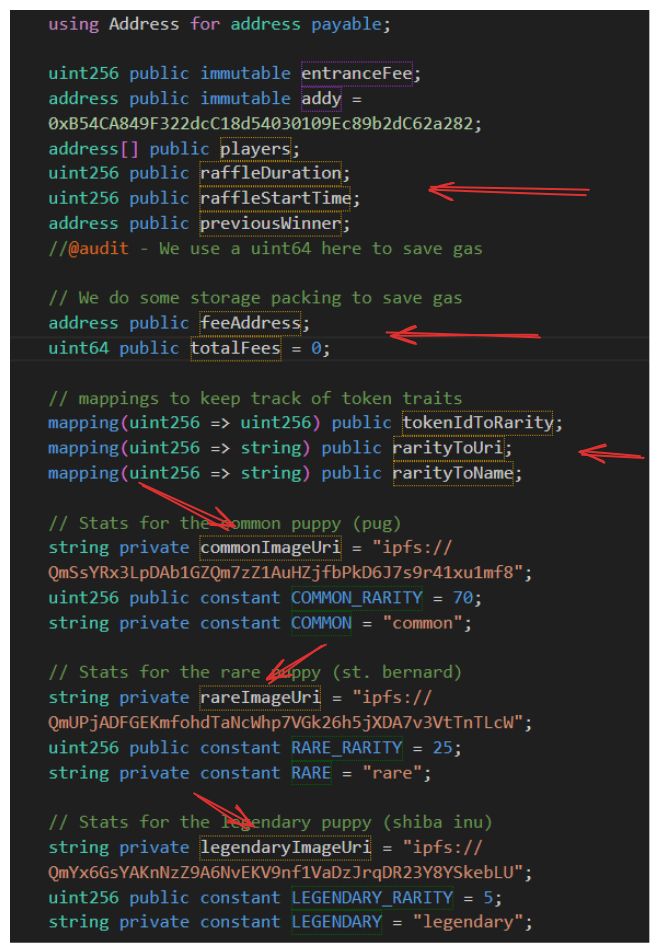 using Address for address payable;
uint256 public immutable entranceFee;
address public immutable addy =
0xB54CA849F322dcC18d54030109Ec89b2dC62a282;
address[] public players;
uint256 public raffleDuration;
uint256 public raffleStartTime;
address public previousWinner;
//@audit - We use a uint64 here to save gas
// We do some storage packing to save gas
address public feeAddress;
uint64 public totalFees = 0;
// mappings to keep track of token traits
mapping(uint256 => uint256) public tokenIdToRarity;
mapping(uint256 => string) public rarityToUri;
mapping(uint256 => string) public rarityToName;
// Stats for the common puppy (pug)
string private commonImageUri = "ipfs://
QmSsYRx3LpDAb1GZQm7zZ1AuHZjfbPkD6J7s9r41xu1mf8";
uint256 public constant COMMON_RARITY = 70;
string private constant COMMON = "common";
// Stats for the rare puppy (st. bernard)
string private rareImageUri = "ipfs://
QmUPjADFGEKmfohdTaNcWhp7VGk26h5jXDA7v3VtTnTLcW";
uint256 public constant RARE_RARITY = 25;
string private constant RARE = "rare";
// Stats for the legendary puppy (shiba inu)
string private legendaryImageUri = "ipfs://
QmYx6GsYAKnNzZ9A6NvEKV9nf1VaDzJrqDR23Y8YSkebLU";
uint256 public constant LEGENDARY_RARITY = 5;
string private constant LEGENDARY = "legendary";